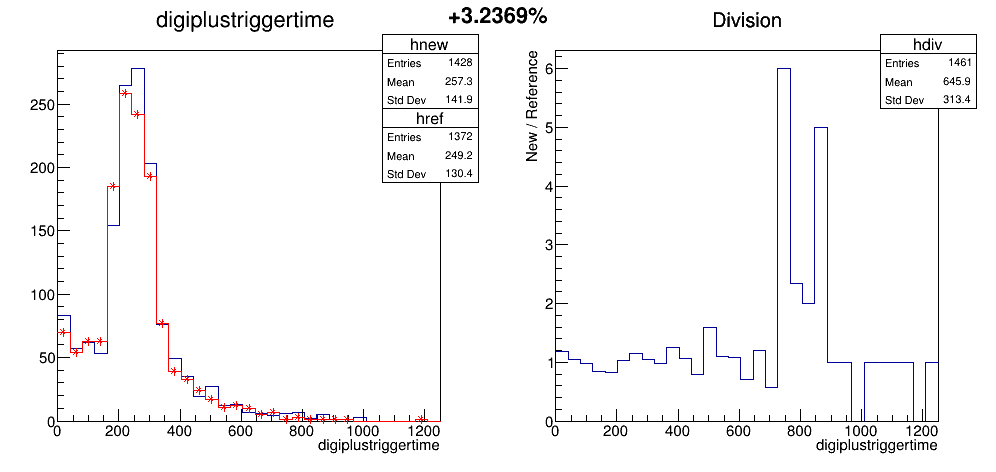 digiplustriggertime
+3.2369%
Division
hnew
Entries 1428
Mean 257.3
Std Dev 141.9
href
Entries 1372
Mean 249.2
Std Dev 130.4
250
200
150
100
50
0
0 200 400 600 800 1000 1200
digiplustriggertime
hdiv
Entries 1461
Mean 645.9
Std Dev 313.4
New / Reference
6
5
4
3
2
1
0
0 200 400 600 800 1000 1200
digiplustriggertime